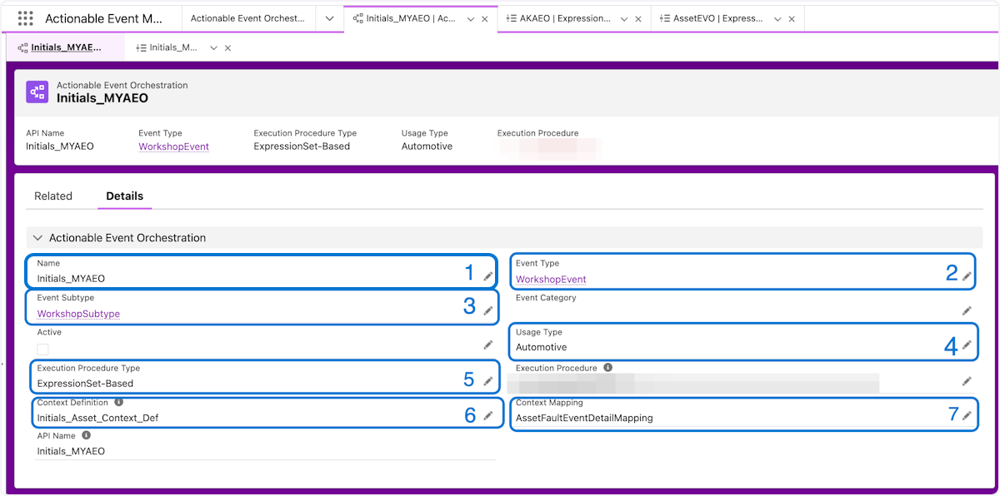 Actionable Event M...
Actionable Event Orchest...
Initials_MYAEO | Ac...
AKAEO | Expression...
AssetEVO | Express...
Initials_MYAE...
Initials_M...
Actionable Event Orchestration
Initials_MYAEO
API Name
Event Type
Execution Procedure Type
Usage Type
Execution Procedure
Initials_MYAEO
WorkshopEvent
ExpressionSet-Based
Automotive
Related
Details
Actionable Event Orchestration
Name
Initials_MYAEO
1
Event Type
WorkshopEvent
2
Event Subtype
WorkshopSubtype
3
Event Category
Active
Usage Type
Automotive
4
Execution Procedure Type
ExpressionSet-Based
5
Execution Procedure
Context Definition
Initials_Asset_Context_Def
6
Context Mapping
AssetFaultEventDetailMapping
7
API Name
Initials_MYAEO